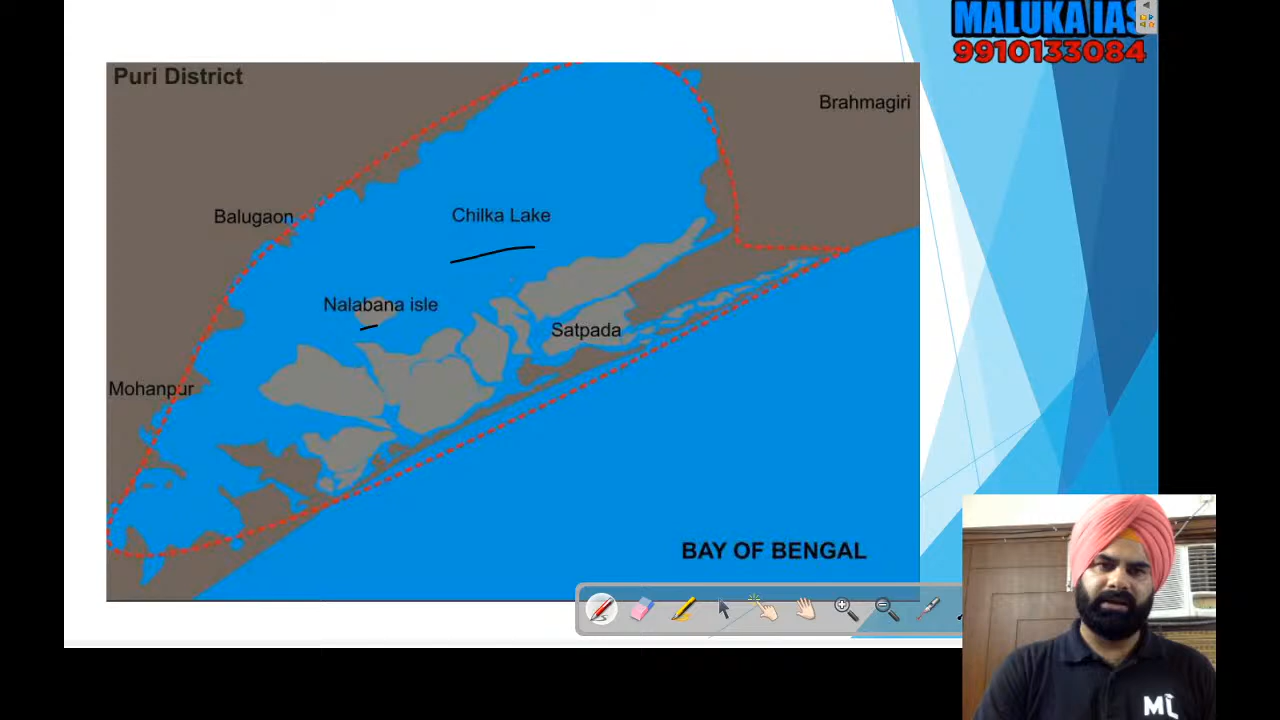 MALUKA IAS
9910133084
Puri District
Brahmagiri
Balugaon
Chilka Lake
Nalabana isle
Satpada
Mohanpur
BAY OF BENGAL
ML